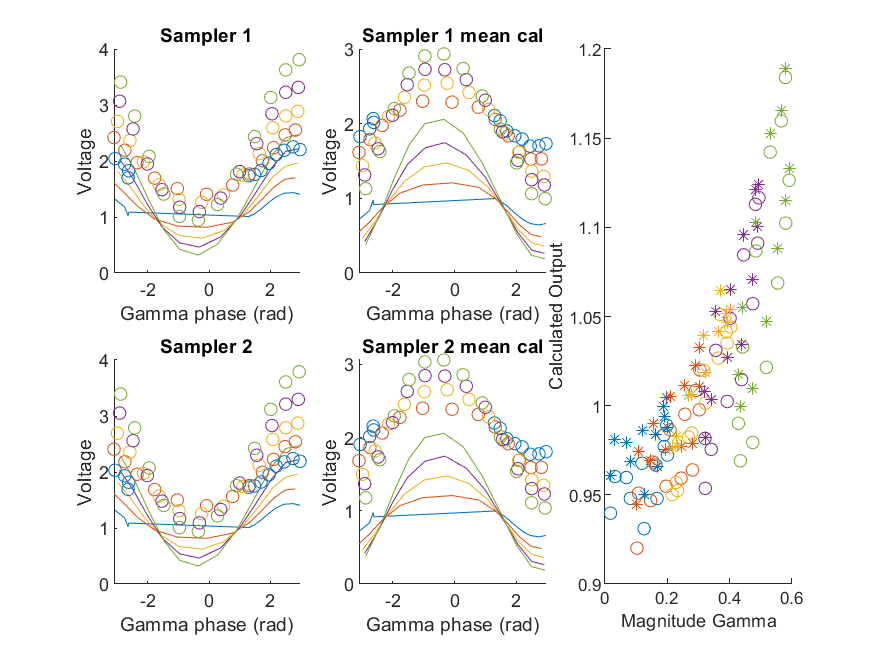 Sampler 1
4
3
2
1
0
Voltage
-2
0
2
Gamma phase (rad)
Sampler 1 mean cal
3
2
1
0
Voltage
-2
0
2
Gamma phase (rad)
Sampler 2
4
3
2
1
0
Voltage
-2
0
2
Gamma phase (rad)
Sampler 2 mean cal
3
2
1
0
Voltage
-2
0
2
Gamma phase (rad)
1.2
1.15
1.1
1.05
1
0.95
0.9
Calculated Output
0
0.2
0.4
0.6
Magnitude Gamma